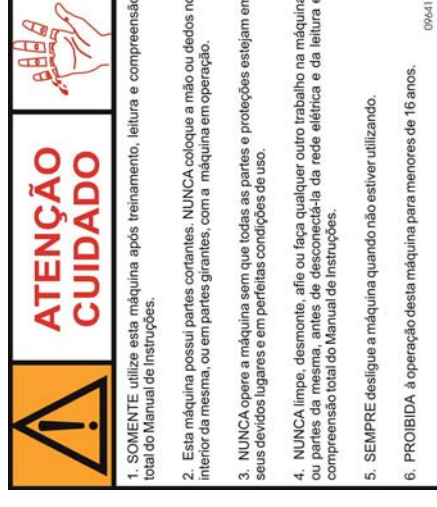 ATENÇÃO
CUIDADO
1. SOMENTE utilize esta máquina após treinamento, leitura e compreensão
total do Manual de Instruções.
2. Esta máquina possui partes cortantes. NUNCA coloque a mão ou dedos no
interior da mesma, ou em partes girantes, com a máquina em operação.
3. NUNCA opere a máquina sem que todas as partes e proteções estejam em
seus devidos lugares e em perfeitas condições de uso.
4. NUNCA limpe, desmonte, afie ou faça qualquer outro trabalho na máquina
ou partes da mesma, antes de desconectá-la da rede elétrica e da leitura e
compreensão total do Manual de Instruções.
5. SEMPRE desligue a máquina quando não estiver utilizando.
6. PROIBIDA à operação desta máquina para menores de 16 anos.
09641